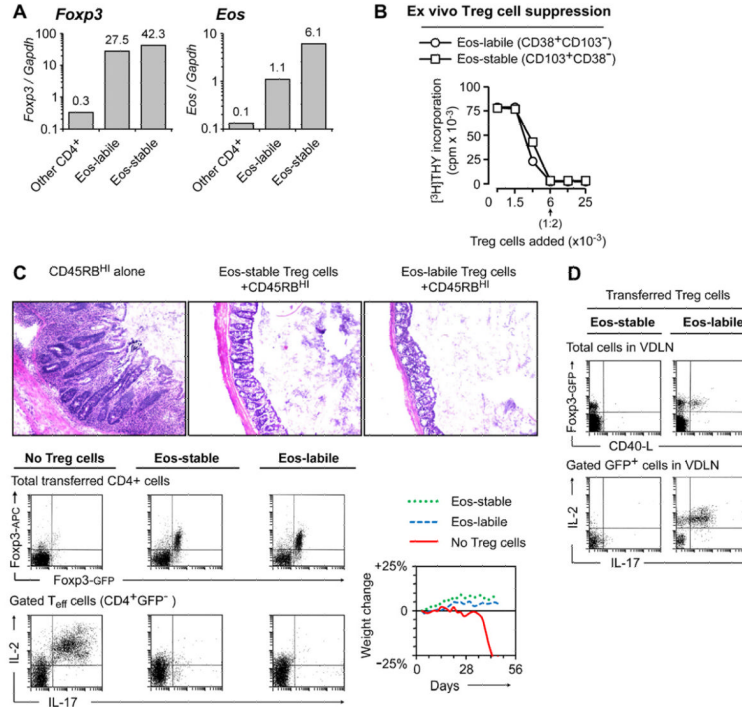 A
Foxp3
Eos
Foxp3 / Gapdh
100
10
1
0.1
0.3
27.5
42.3
Other CD4+
Eos-labile
Eos-stable
Eos / Gapdh
10
1
0.1
0.1
1.1
6.1
Other CD4+
Eos-labile
Eos-stable
B
Ex vivo Treg cell suppression
Eos-labile (CD38⁺CD103⁻)
Eos-stable (CD103⁺CD38⁻)
[³H]THY incorporation
(cpm x 10⁻³)
100
75
50
25
0
0 1.5 6 25
(1:2)
Treg cells added (x10⁻³)
C
CD45RBᴴᴵ alone
Eos-stable Treg cells
+CD45RBᴴᴵ
Eos-labile Treg cells
+CD45RBᴴᴵ
No Treg cells
Eos-stable
Eos-labile
Total transferred CD4+ cells
Foxp3-APC
Foxp3-GFP
Gated Teff cells (CD4⁺GFP⁻)
IL-2
IL-17
Eos-stable
Eos-labile
No Treg cells
Weight change
+25%
0
−25%
0 28 56
Days
D
Transferred Treg cells
Eos-stable
Eos-labile
Total cells in VDLN
Foxp3-GFP
CD40-L
Gated GFP⁺ cells in VDLN
IL-2
IL-17